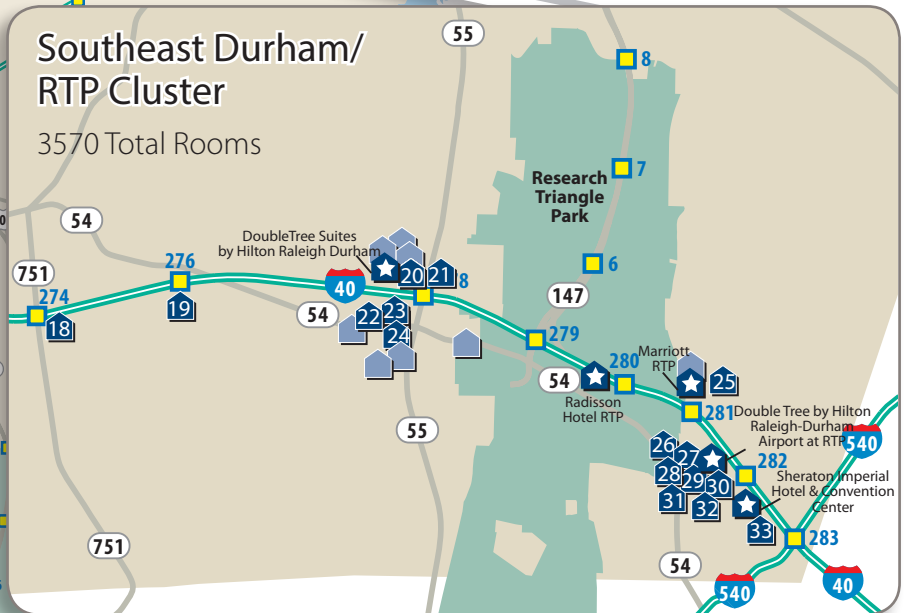 Southeast Durham/
RTP Cluster
3570 Total Rooms
55
8
7
Research
Triangle
Park
54
DoubleTree Suites
by Hilton Raleigh Durham
751
274
276
40
20
21
8
6
147
18
19
54
22
23
24
279
54
280
Radisson
Hotel RTP
Marriott
RTP
25
281
Double Tree by Hilton
Raleigh-Durham
Airport at RTP
540
55
26
27
28
29
30
31
32
282
Sheraton Imperial
Hotel & Convention
Center
33
283
751
54
540
40